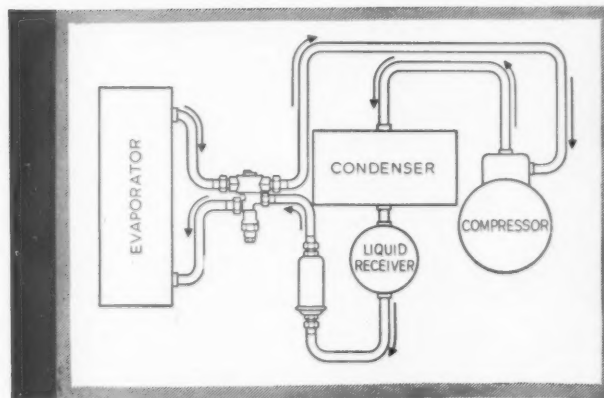 EVAPORATOR
CONDENSER
LIQUID
RECEIVER
COMPRESSOR